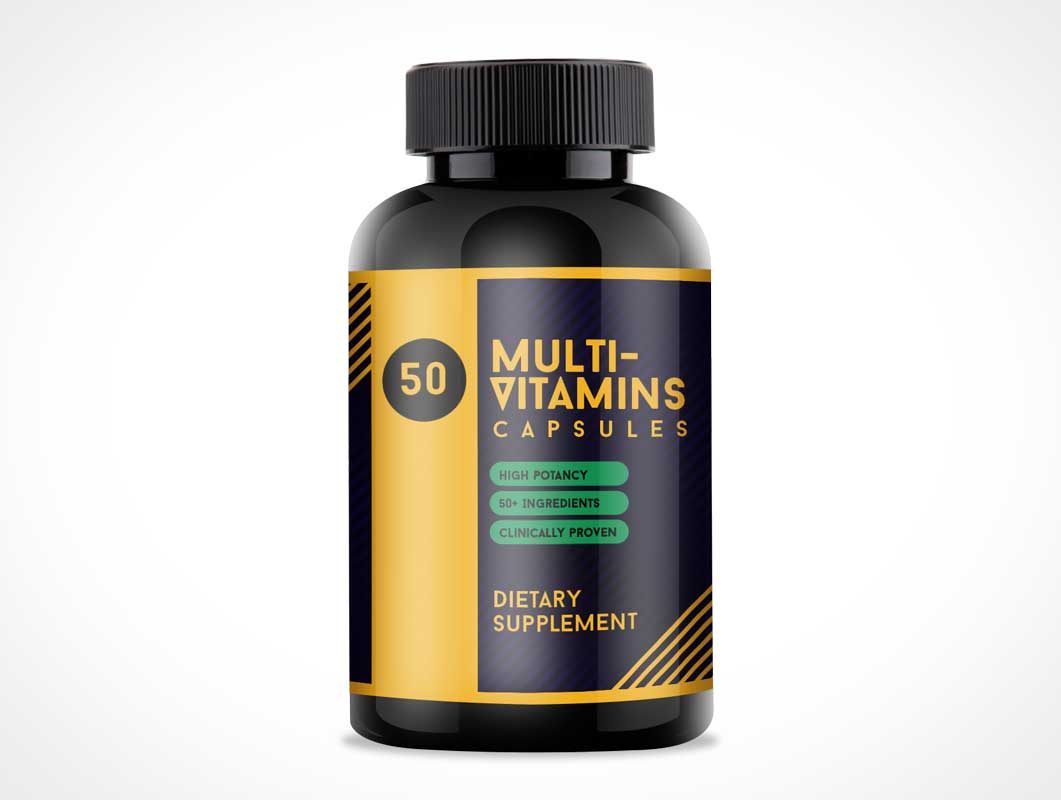 50
MULTI-
VITAMINS
CAPSULES
HIGH POTANCY
50+ INGREDIENTS
CLINICALLY PROVEN
DIETARY
SUPPLEMENT